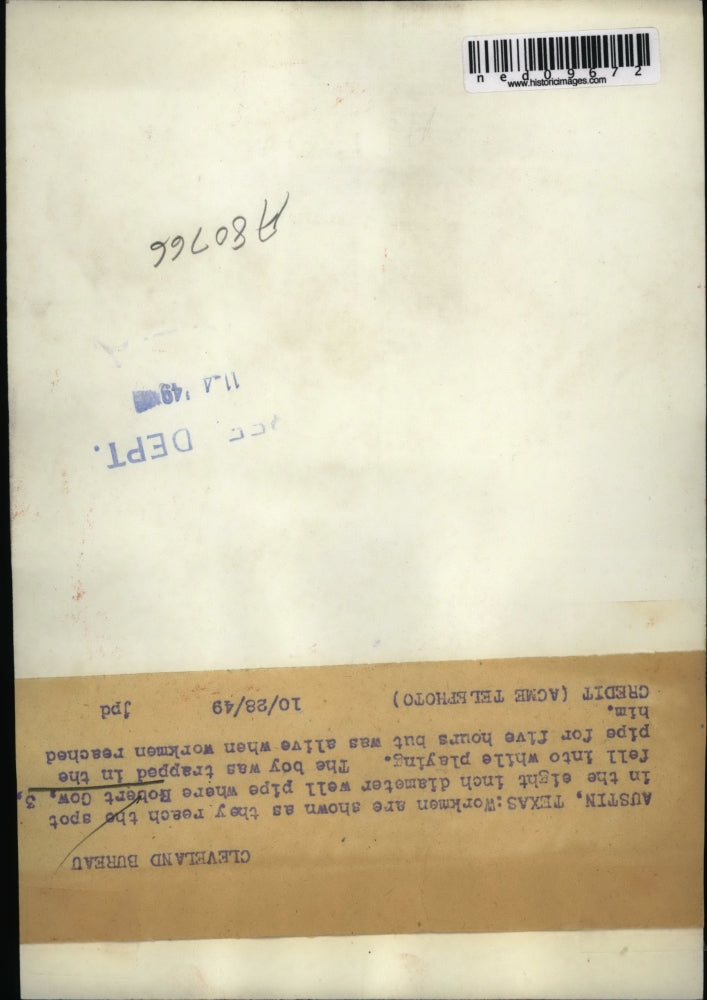 ned09672
www.historicimages.com
A80766
11-4 '49
DEPT.
CLEVELAND BUREAU
AUSTIN, TEXAS:Workmen are shown as they reach the spot
in the eight inch diameter well pipe where Robert Gow, 3,
fell into while playing. The boy was trapped in the
pipe for five hours but was alive when workmen reached
him.
CREDIT (ACME TELEPHOTO) 10/28/49 jpd